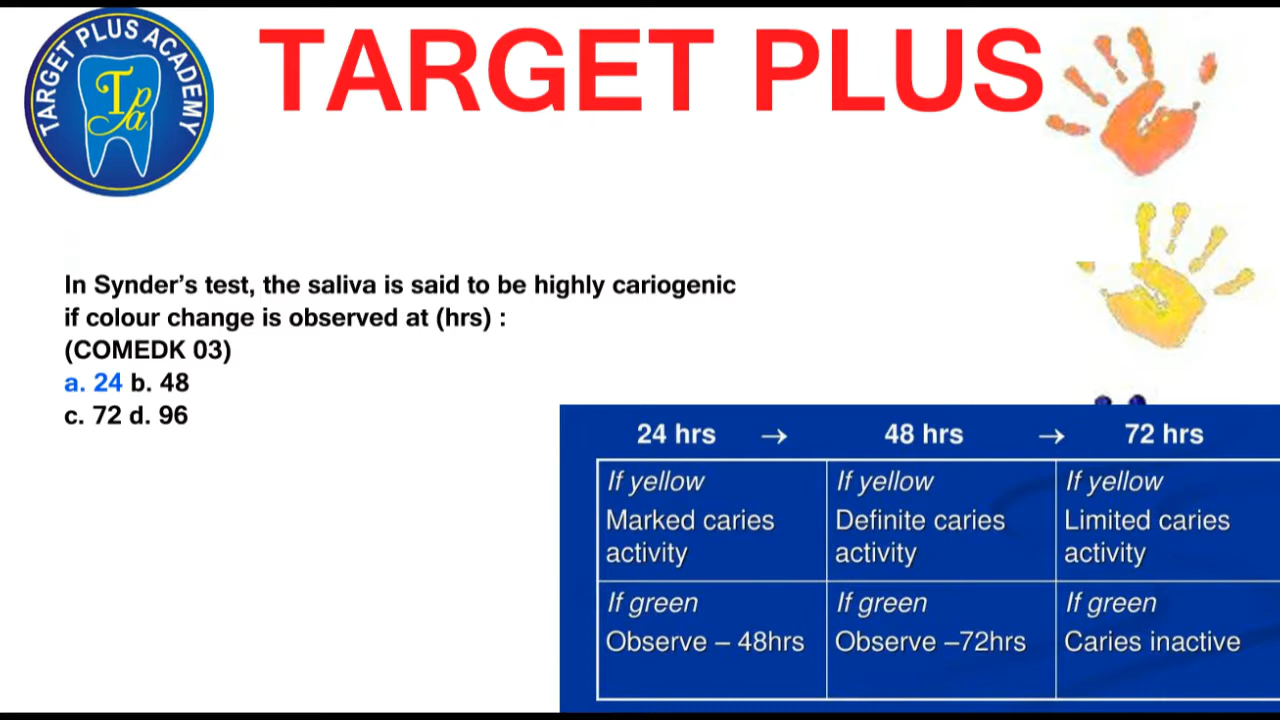 TARGET PLUS ACADEMY
TPa
TARGET PLUS
In Synder's test, the saliva is said to be highly cariogenic
if colour change is observed at (hrs) :
(COMEDK 03)
a. 24 b. 48
c. 72 d. 96
24 hrs → 48 hrs → 72 hrs
If yellow
Marked caries
activity
If yellow
Definite caries
activity
If yellow
Limited caries
activity
If green
Observe – 48hrs
If green
Observe –72hrs
If green
Caries inactive